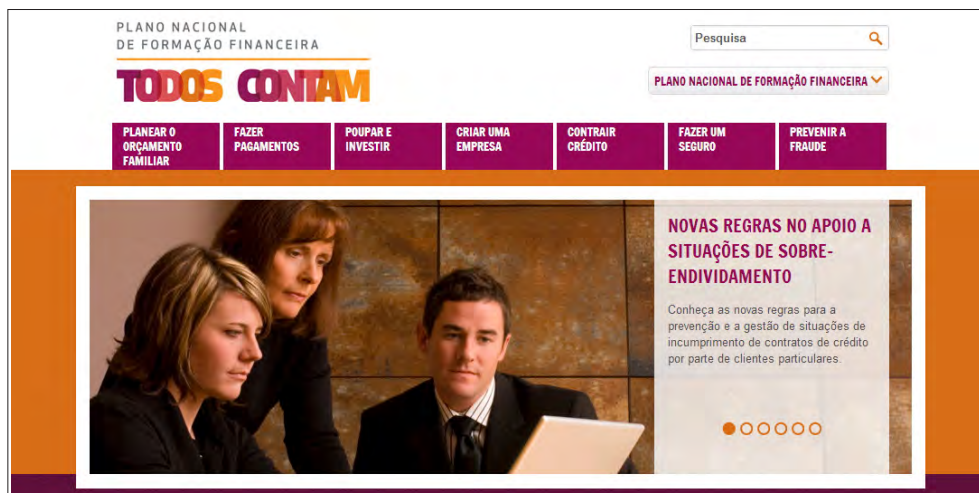 PLANO NACIONAL
DE FORMAÇÃO FINANCEIRA
TODOS CONTAM
Pesquisa
PLANO NACIONAL DE FORMAÇÃO FINANCEIRA
PLANEAR O
ORÇAMENTO
FAMILIAR
FAZER
PAGAMENTOS
POUPAR E
INVESTIR
CRIAR UMA
EMPRESA
CONTRAIR
CRÉDITO
FAZER UM
SEGURO
PREVENIR A
FRAUDE
NOVAS REGRAS NO APOIO A
SITUAÇÕES DE SOBRE-
ENDIVIDAMENTO
Conheça as novas regras para a
prevenção e a gestão de situações de
incumprimento de contratos de crédito
por parte de clientes particulares.